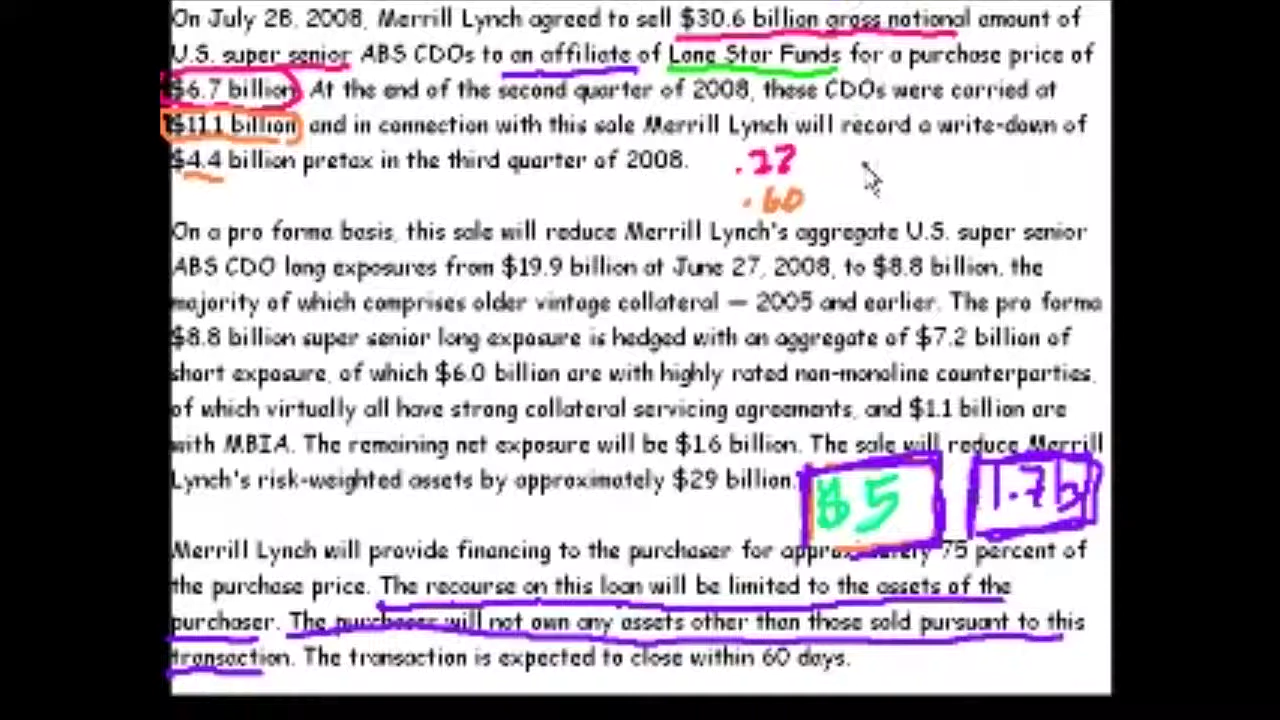 On July 28, 2008, Merrill Lynch agreed to sell $30.6 billion gross notional amount of
U.S. super senior ABS CDOs to an affiliate of Lone Star Funds for a purchase price of
$6.7 billion. At the end of the second quarter of 2008, these CDOs were carried at
$11.1 billion, and in connection with this sale Merrill Lynch will record a write-down of
$4.4 billion pretax in the third quarter of 2008.
.22
.60
On a pro forma basis, this sale will reduce Merrill Lynch's aggregate U.S. super senior
ABS CDO long exposures from $19.9 billion at June 27, 2008, to $8.8 billion, the
majority of which comprises older vintage collateral — 2005 and earlier. The pro forma
$8.8 billion super senior long exposure is hedged with an aggregate of $7.2 billion of
short exposure, of which $6.0 billion are with highly rated non-monoline counterparties,
of which virtually all have strong collateral servicing agreements, and $1.1 billion are
with MBIA. The remaining net exposure will be $1.6 billion. The sale will reduce Merrill
Lynch's risk-weighted assets by approximately $29 billion.
$5 1.7b
Merrill Lynch will provide financing to the purchaser for approximately 75 percent of
the purchase price. The recourse on this loan will be limited to the assets of the
purchaser. The purchaser will not own any assets other than those sold pursuant to this
transaction. The transaction is expected to close within 60 days.